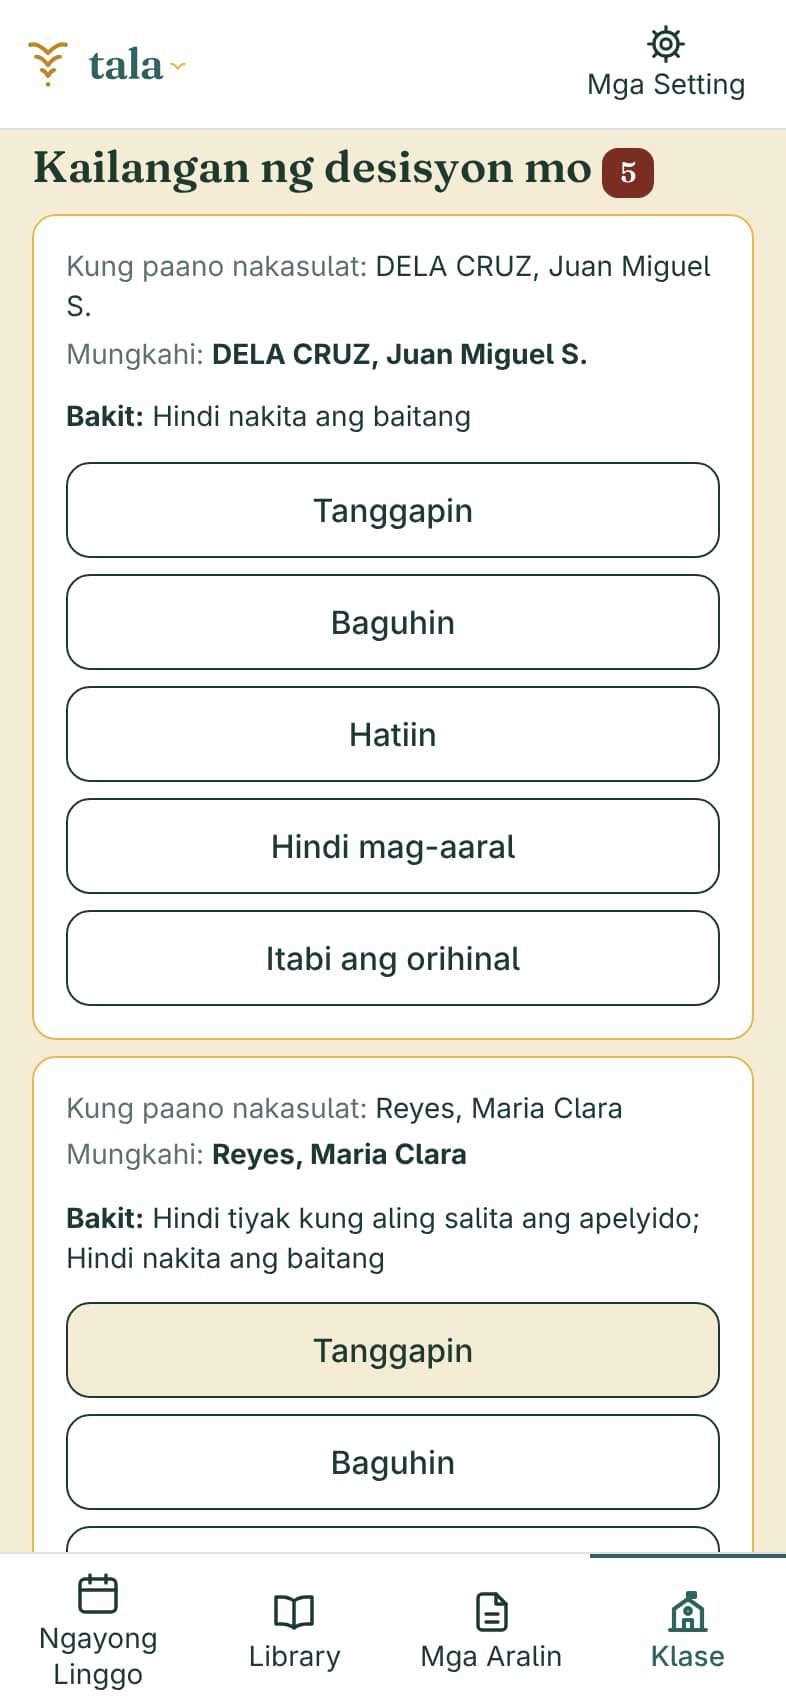 tala
Mga Setting
Kailangan ng desisyon mo 5
Kung paano nakasulat: DELA CRUZ, Juan Miguel
S.
Mungkahi: DELA CRUZ, Juan Miguel S.
Bakit: Hindi nakita ang baitang
Tanggapin
Baguhin
Hatiin
Hindi mag-aaral
Itabi ang orihinal
Kung paano nakasulat: Reyes, Maria Clara
Mungkahi: Reyes, Maria Clara
Bakit: Hindi tiyak kung aling salita ang apelyido;
Hindi nakita ang baitang
Tanggapin
Baguhin
Ngayong
Linggo
Library
Mga Aralin
Klase